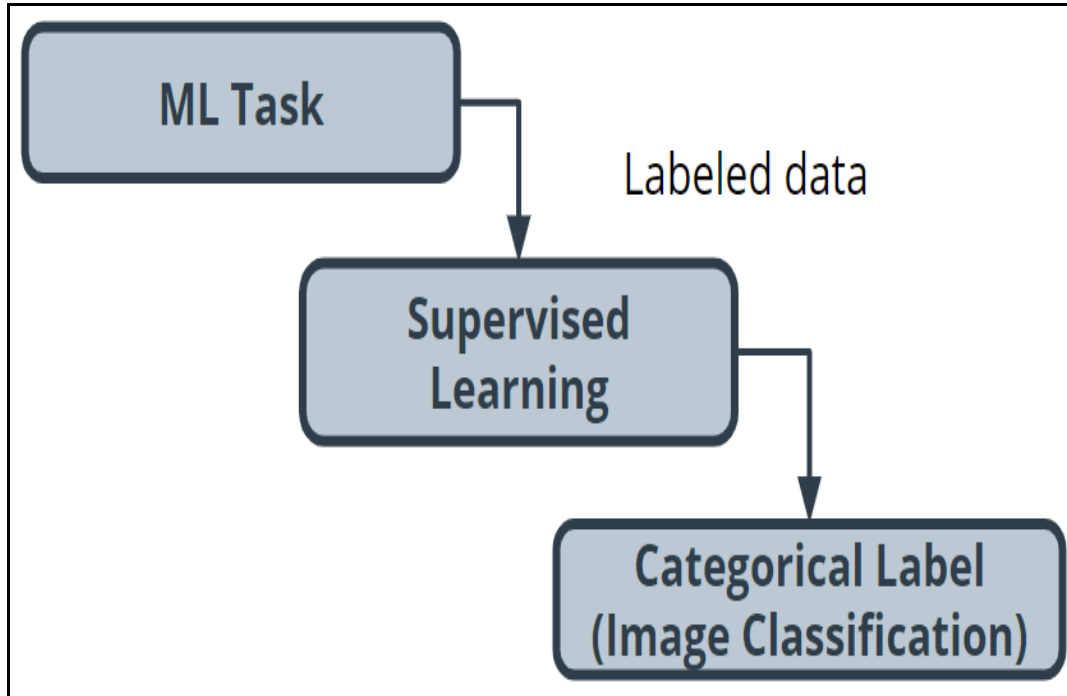 ML Task
Labeled data
Supervised
Learning
Categorical Label
(Image Classification)